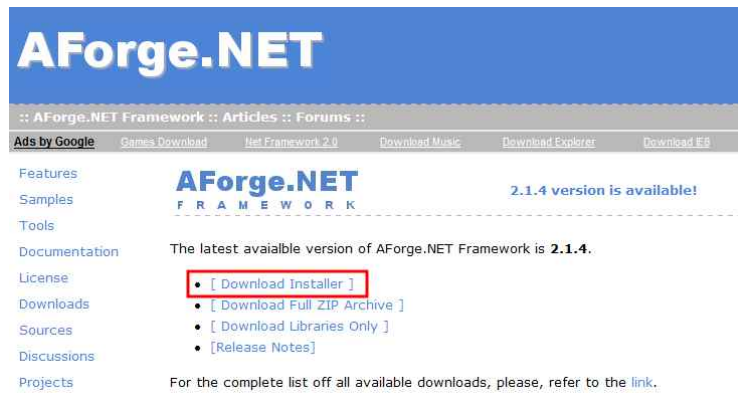 AForge.NET
:: AForge.NET Framework :: Articles :: Forums ::
Ads by Google Games Download Net Framework 2.0 Download Music Download Explorer Download IE8
Features
Samples
Tools
Documentation
License
Downloads
Sources
Discussions
Projects
AForge.NET
FRAMEWORK
2.1.4 version is available!
The latest avaialble version of AForge.NET Framework is 2.1.4.
[ Download Installer ]
[ Download Full ZIP Archive ]
[ Download Libraries Only ]
[Release Notes]
For the complete list off all available downloads, please, refer to the link.